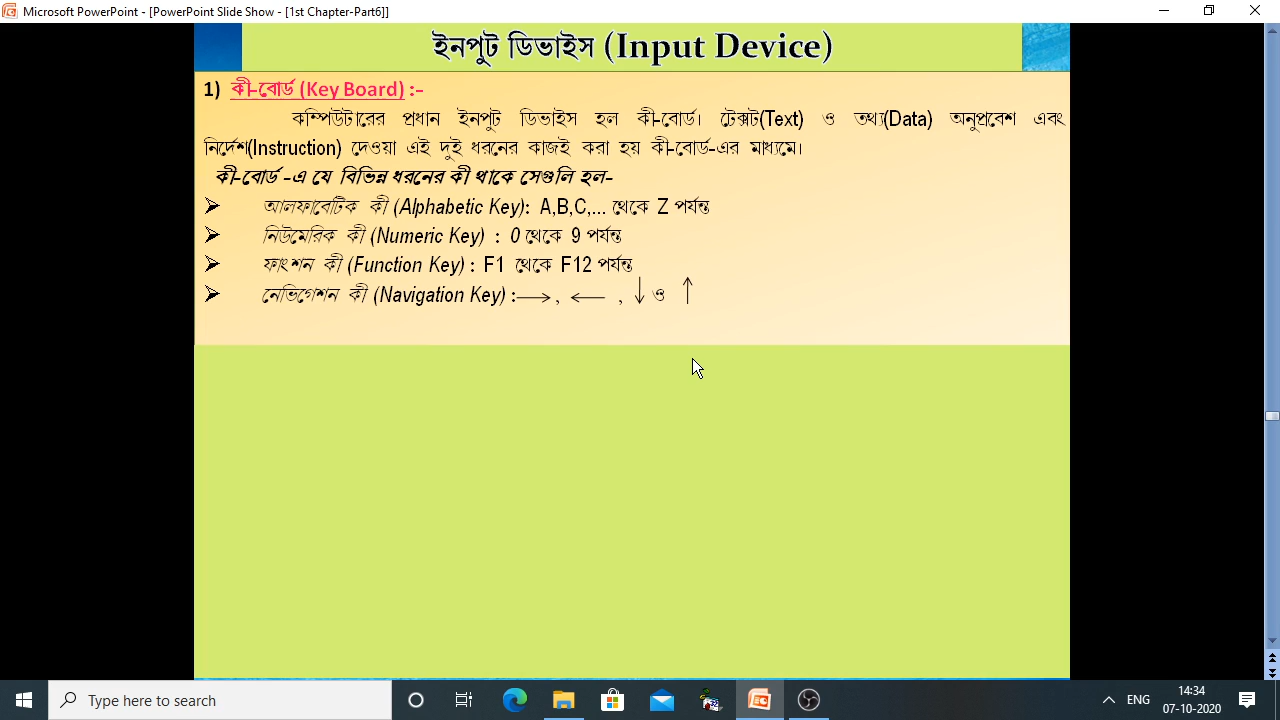 Microsoft PowerPoint - [PowerPoint Slide Show - [1st Chapter-Part6]]
ইনপুট ডিভাইস (Input Device)
1) কী-বোর্ড (Key Board) :-
কম্পিউটারের প্রধান ইনপুট ডিভাইস হল কী-বোর্ড। টেক্সট(Text) ও তথ্য(Data) অনুপ্রবেশ এবং
নির্দেশ(Instruction) দেওয়া এই দুই ধরনের কাজই করা হয় কী-বোর্ড-এর মাধ্যমে।
কী-বোর্ড -এ যে বিভিন্ন ধরনের কী থাকে সেগুলি হল-
➢ আলফাবেটিক কী (Alphabetic Key): A,B,C,... থেকে Z পর্যন্ত
➢ নিউমেরিক কী (Numeric Key) : 0 থেকে 9 পর্যন্ত
➢ ফাংশন কী (Function Key) : F1 থেকে F12 পর্যন্ত
➢ নেভিগেশন কী (Navigation Key) :→ , ← , ↓ ও ↑
Type here to search
ENG
14:34
07-10-2020